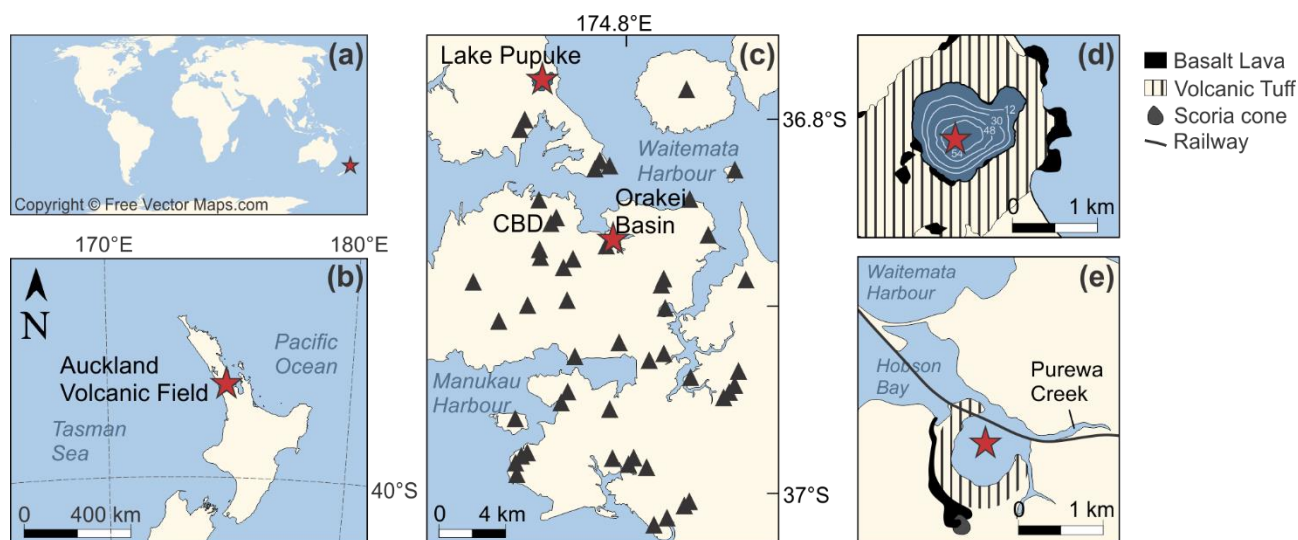 (a)
Copyright © Free Vector Maps.com
170°E
180°E
(b)
N
Pacific
Ocean
Auckland
Volcanic Field
Tasman
Sea
40°S
0
400 km
174.8°E
Lake Pupuke
(c)
36.8°S
Waitemata
Harbour
CBD
Orakei
Basin
Manukau
Harbour
37°S
0
4 km
(d)
12
30
48
54
0
1 km
Basalt Lava
Volcanic Tuff
Scoria cone
Railway
(e)
Waitemata
Harbour
Hobson
Bay
Purewa
Creek
0
1 km